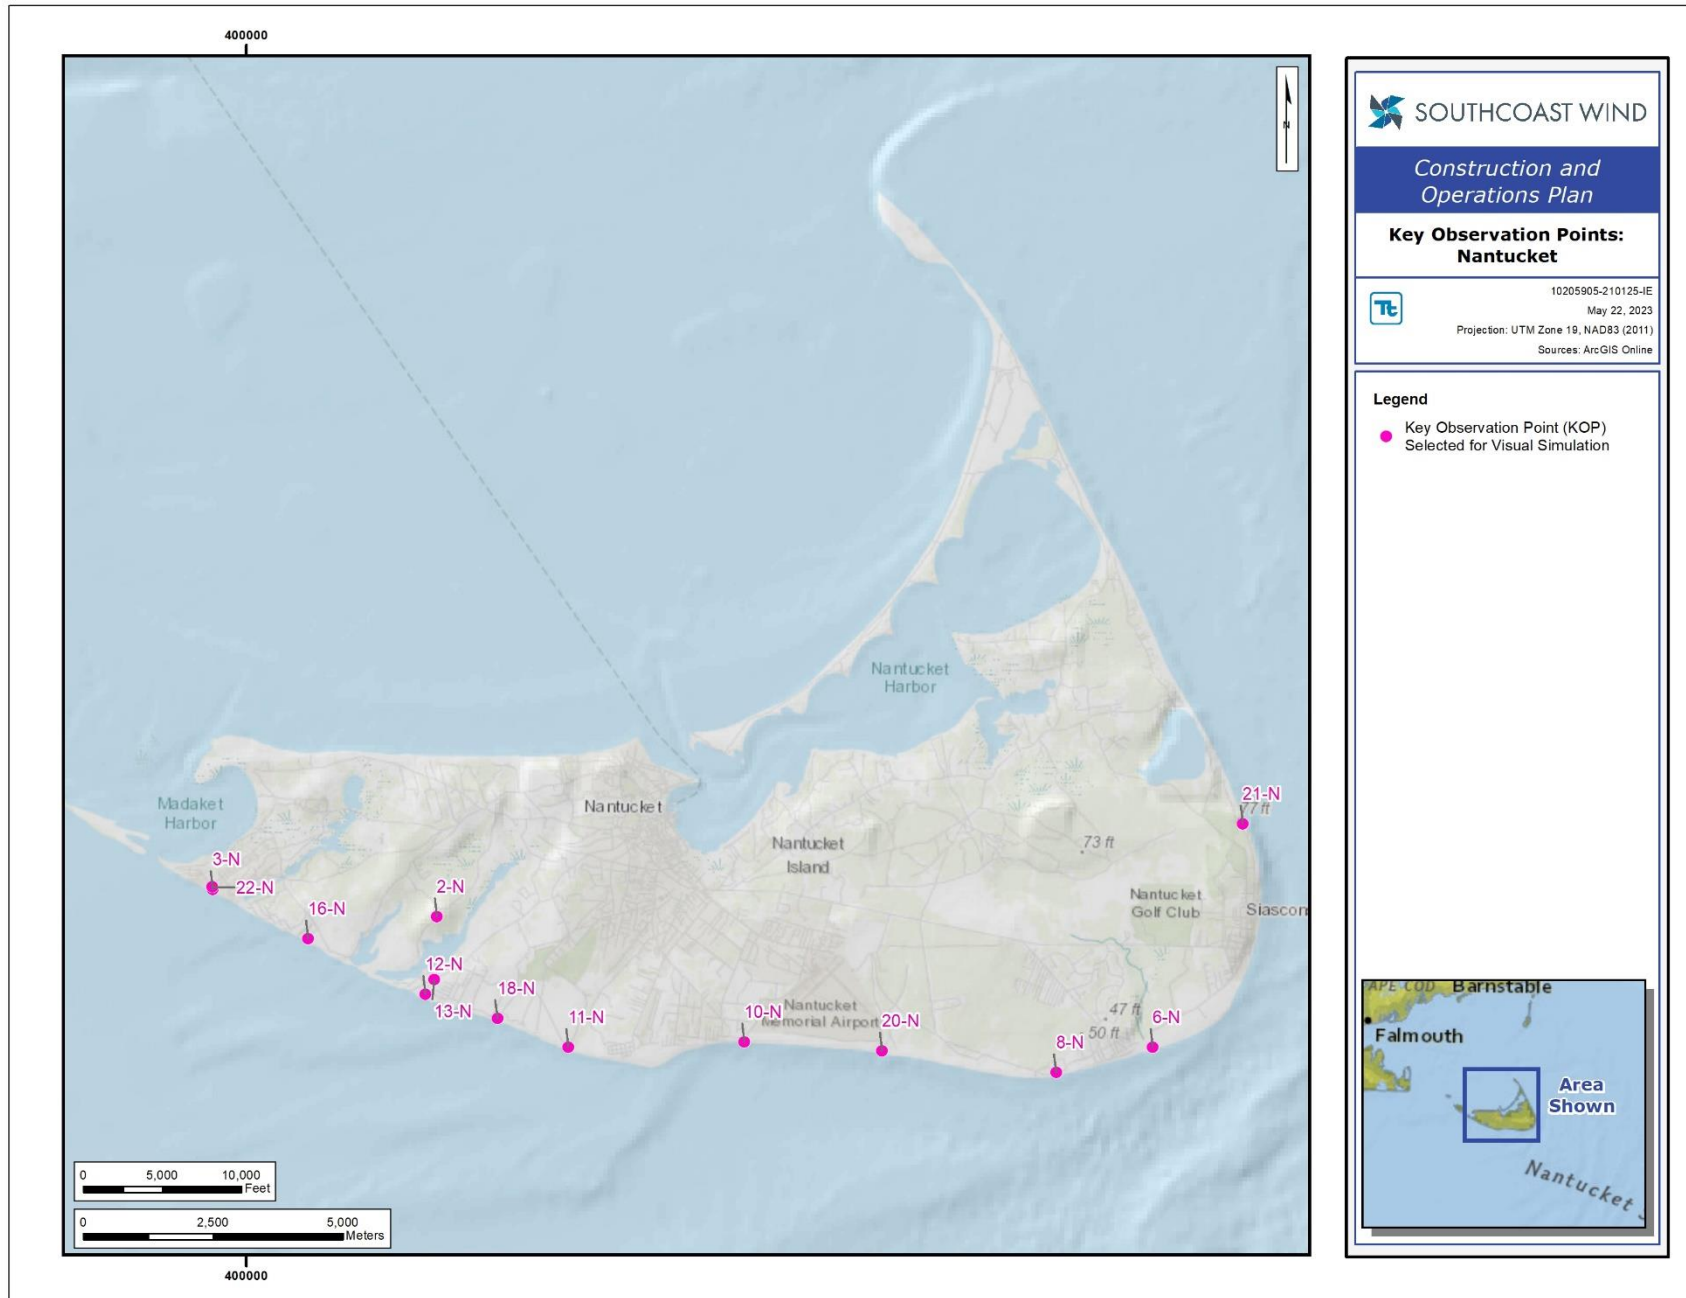 400000
N
Nantucket
Harbor
Madaket
Harbor
Nantucket
Nantucket
Island
21-N
77 ft
73 ft
Nantucket
Golf Club
Siascon
3-N
22-N
2-N
16-N
12-N
13-N
18-N
11-N
10-N
Nantucket
Memorial Airport
20-N
47 ft
50 ft
8-N
6-N
0 5,000 10,000
Feet
0 2,500 5,000
Meters
400000
SOUTHCOAST WIND
Construction and
Operations Plan
Key Observation Points:
Nantucket
Tt
10205905-210125-IE
May 22, 2023
Projection: UTM Zone 19, NAD83 (2011)
Sources: ArcGIS Online
Legend
Key Observation Point (KOP)
Selected for Visual Simulation
APE COD Barnstable
Falmouth
Area
Shown
Nantucket